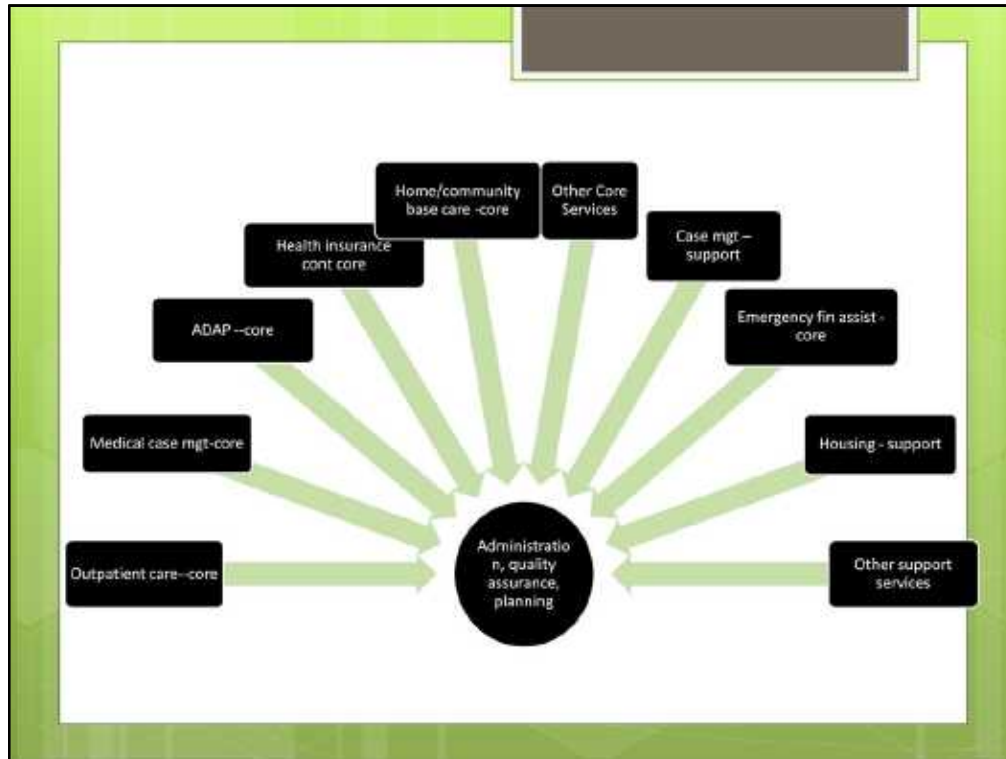 Home/community
base care -core
Other Core
Services
Health insurance
cont core
Case mgt –
support
ADAP --core
Emergency fin assist -
core
Medical case mgt-core
Housing - support
Outpatient care--core
Administratio
n, quality
assurance,
planning
Other support
services